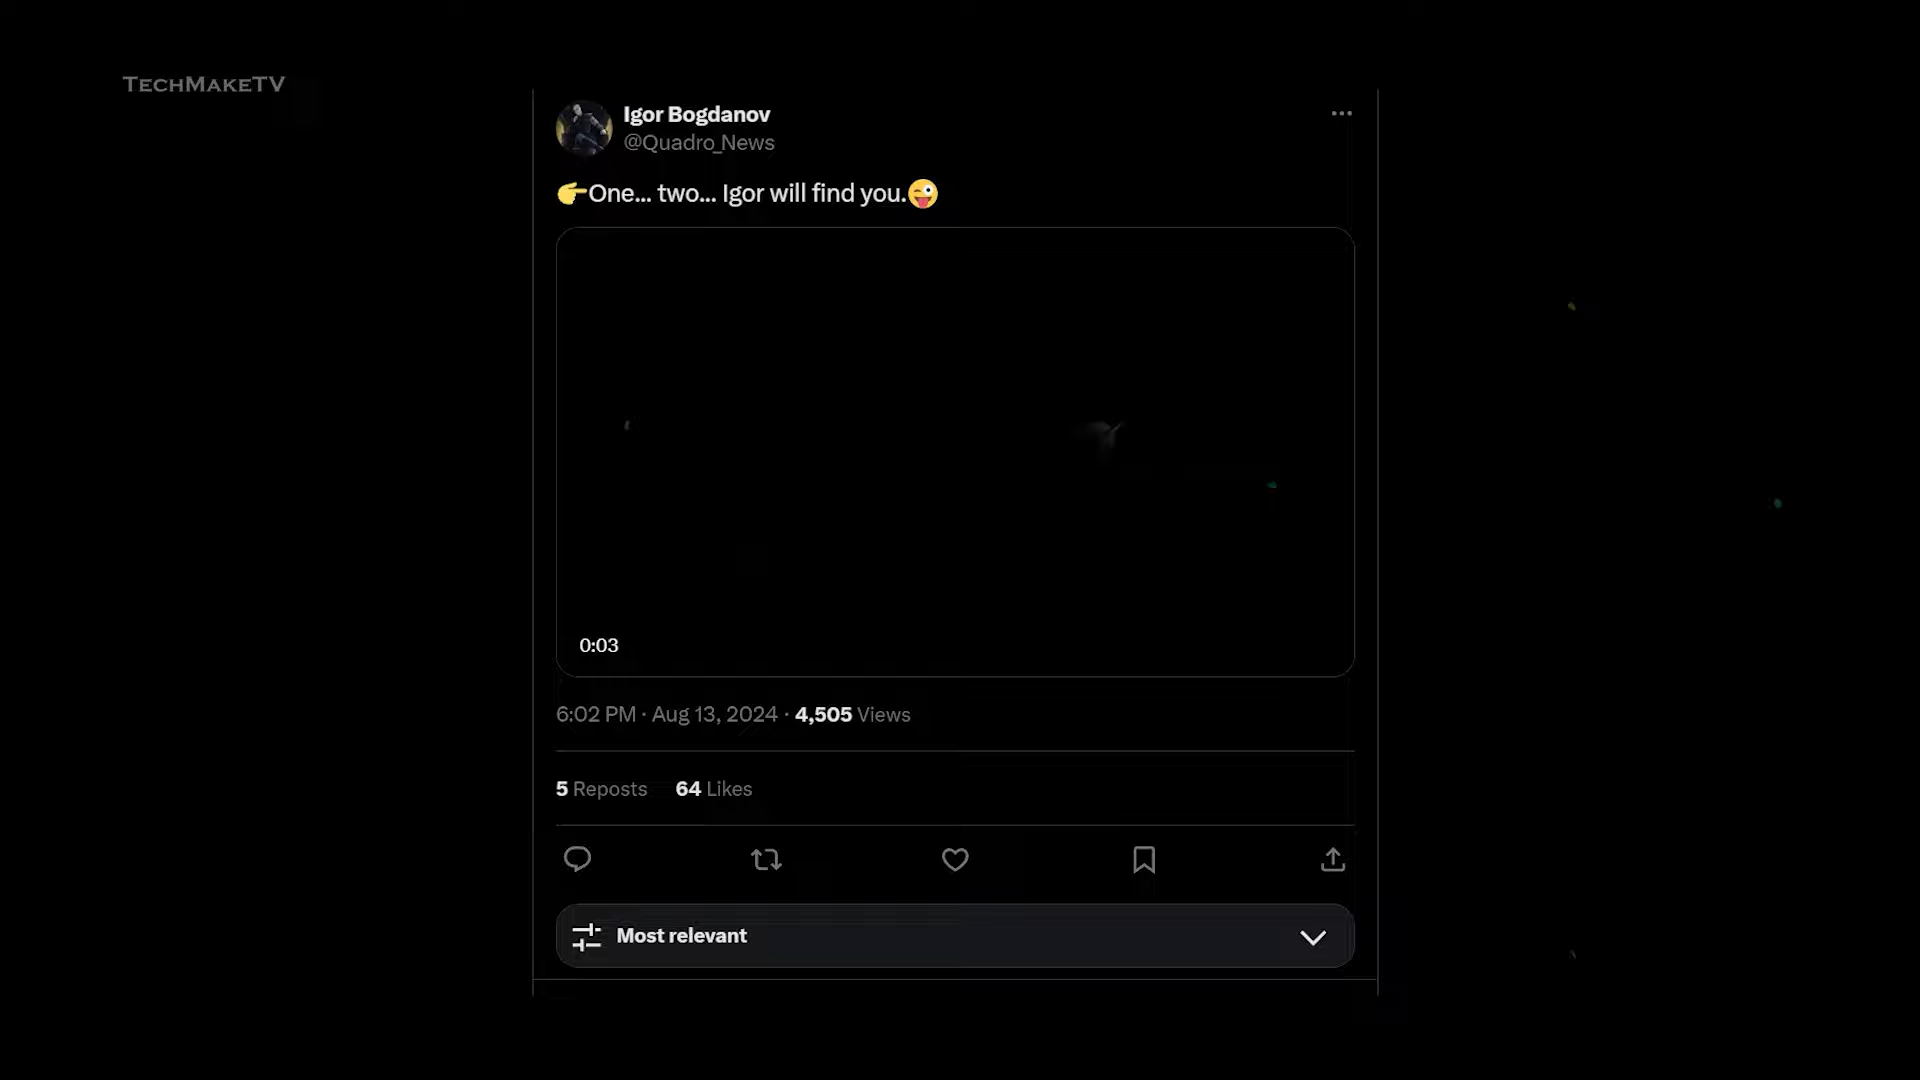 TECHMAKETV
Igor Bogdanov
@Quadro_News
👉One... two... Igor will find you.😜
0:03
6:02 PM · Aug 13, 2024 · 4,505 Views
5 Reposts 64 Likes
Most relevant